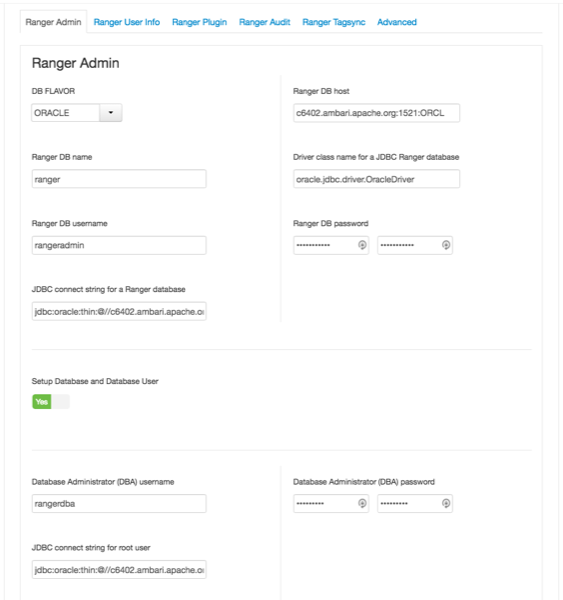 Ranger Admin Ranger User Info Ranger Plugin Ranger Audit Ranger Tagsync Advanced
Ranger Admin
DB FLAVOR
ORACLE
Ranger DB host
c6402.ambari.apache.org:1521:ORCL
Ranger DB name
ranger
Driver class name for a JDBC Ranger database
oracle.jdbc.driver.OracleDriver
Ranger DB username
rangeradmin
Ranger DB password
•••••••••••
•••••••••••
JDBC connect string for a Ranger database
jdbc:oracle:thin:@//c6402.ambari.apache.o
Setup Database and Database User
Yes
Database Administrator (DBA) username
rangerdba
Database Administrator (DBA) password
•••••••••
•••••••••
JDBC connect string for root user
jdbc:oracle:thin:@//c6402.ambari.apache.o